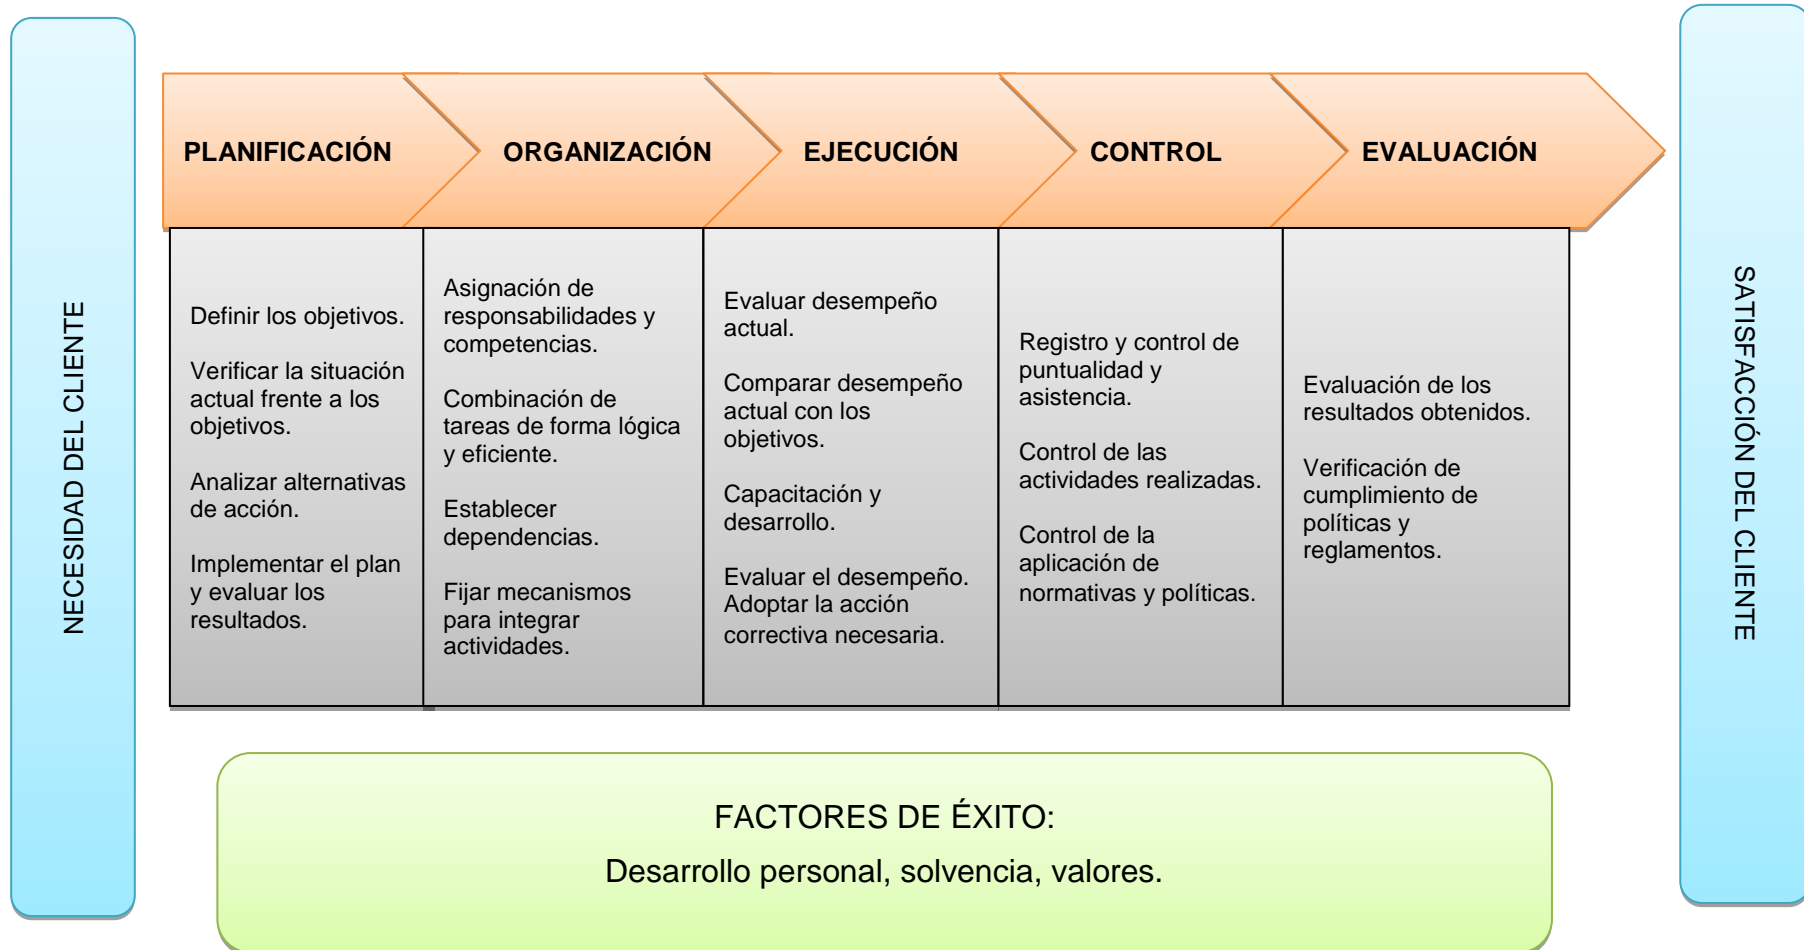 NECESIDAD DEL CLIENTE
PLANIFICACIÓN
ORGANIZACIÓN
EJECUCIÓN
CONTROL
EVALUACIÓN
Definir los objetivos.
Verificar la situación
actual frente a los
objetivos.
Analizar alternativas
de acción.
Implementar el plan
y evaluar los
resultados.
Asignación de
responsabilidades y
competencias.
Combinación de
tareas de forma lógica
y eficiente.
Establecer
dependencias.
Fijar mecanismos
para integrar
actividades.
Evaluar desempeño
actual.
Comparar desempeño
actual con los
objetivos.
Capacitación y
desarrollo.
Evaluar el desempeño.
Adoptar la acción
correctiva necesaria.
Registro y control de
puntualidad y
asistencia.
Control de las
actividades realizadas.
Control de la
aplicación de
normativas y políticas.
Evaluación de los
resultados obtenidos.
Verificación de
cumplimiento de
políticas y
reglamentos.
SATISFACCIÓN DEL CLIENTE
FACTORES DE ÉXITO:
Desarrollo personal, solvencia, valores.